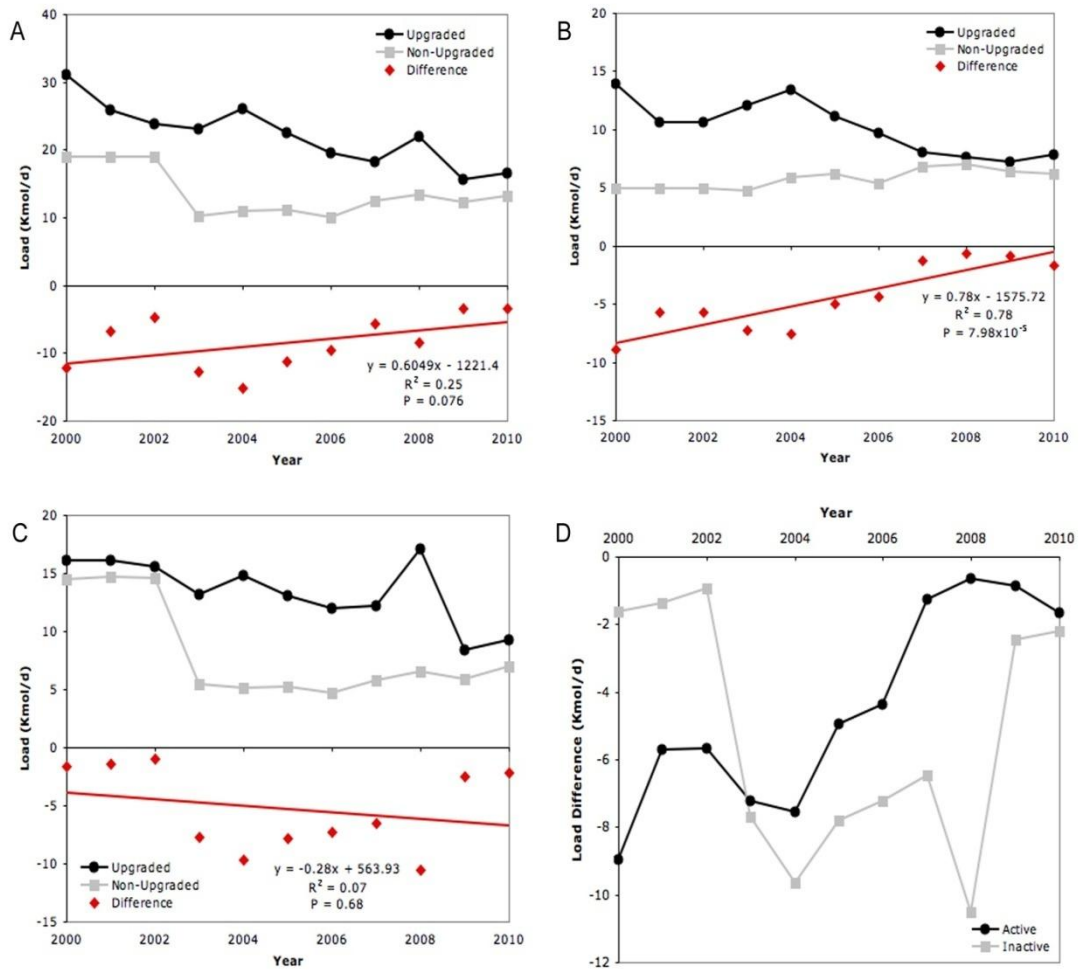 A
Upgraded
Non-Upgraded
Difference
Load (Kmol/d)
40
30
20
10
0
-10
-20
y = 0.6049x - 1221.4
R² = 0.25
P = 0.076
2000 2002 2004 2006 2008 2010
Year
B
Upgraded
Non-Upgraded
Difference
Load (Kmol/d)
20
15
10
5
0
-5
-10
-15
y = 0.78x - 1575.72
R² = 0.78
P = 7.98x10⁻⁵
2000 2002 2004 2006 2008 2010
Year
C
Load (Kmol/d)
20
15
10
5
0
-5
-10
-15
Upgraded
Non-Upgraded
Difference
y = -0.28x + 563.93
R² = 0.07
P = 0.68
2000 2002 2004 2006 2008 2010
Year
D
Year
2000 2002 2004 2006 2008 2010
Load Difference (Kmol/d)
0
-2
-4
-6
-8
-10
-12
Active
Inactive